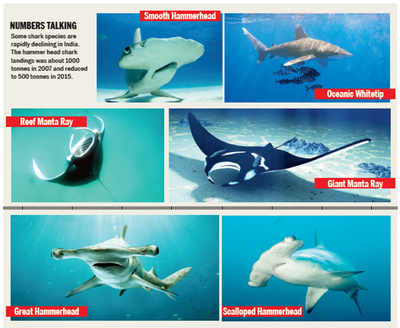 NUMBERS TALKING
Some shark species are
rapidly declining in India.
The hammer head shark
landings was about 1000
tonnes in 2007 and reduced
to 500 tonnes in 2015.
Smooth Hammerhead
Oceanic Whitetip
Reef Manta Ray
Giant Manta Ray
Great Hammerhead
Scalloped Hammerhead